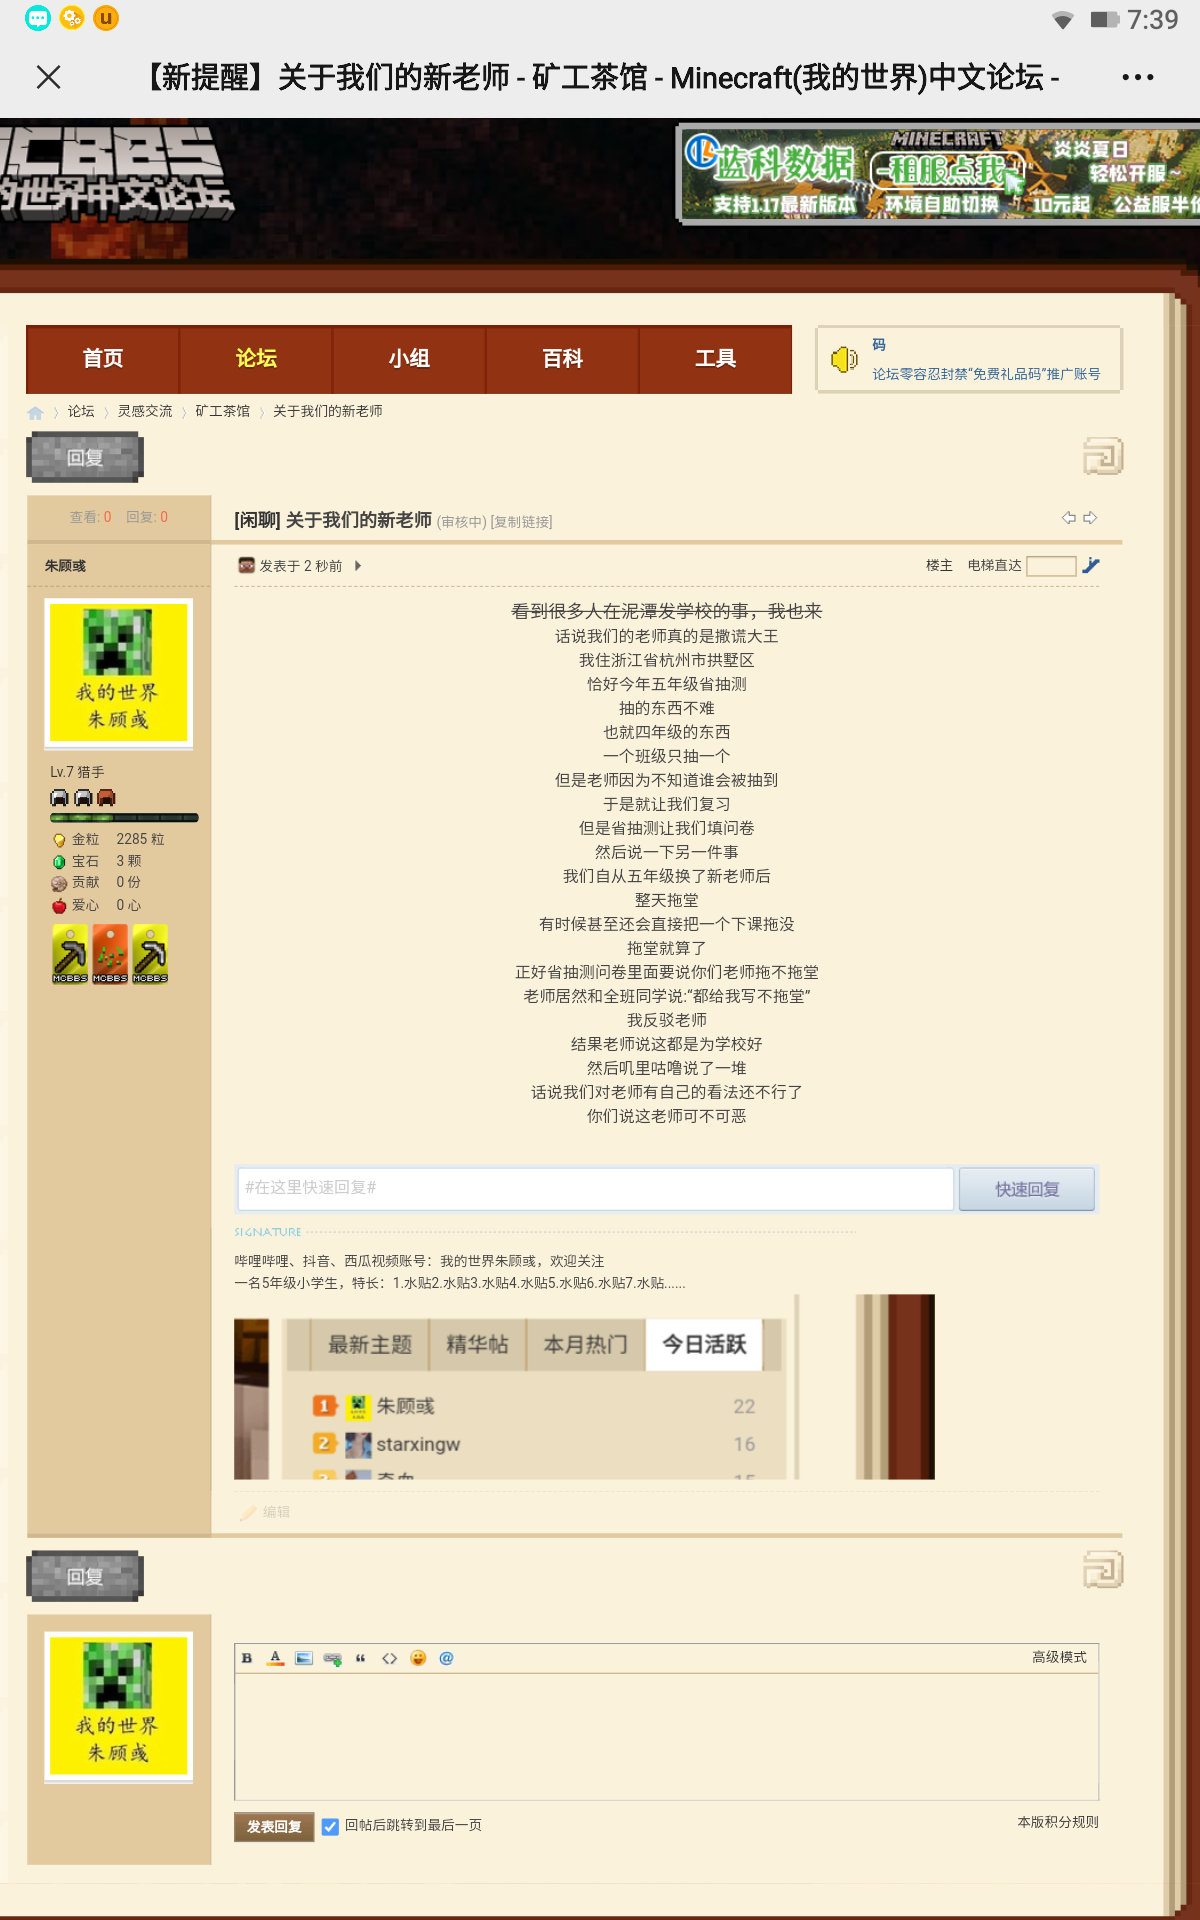 7:39
【新提醒】关于我们的新老师 - 矿工茶馆 - Minecraft(我的世界)中文论坛 -
MCBBS
的世界中文论坛
蓝科数据
MINECRAFT
租服点我
炎炎夏日
轻松开服~
支持1.17最新版本 环境自助切换 10元起 公益服半价
首页 论坛 小组 百科 工具
码
论坛零容忍封禁“免费礼品码”推广账号
论坛 灵感交流 矿工茶馆 关于我们的新老师
回复
查看: 0 回复: 0
[闲聊] 关于我们的新老师 (审核中) [复制链接]
朱顾彧
发表于 2 秒前
楼主 电梯直达
我的世界
朱顾彧
Lv.7 猎手
金粒 2285 粒
宝石 3 颗
贡献 0 份
爱心 0 心
MCBBS MCBBS MCBBS
看到很多人在泥潭发学校的事，我也来
话说我们的老师真的是撒谎大王
我住浙江省杭州市拱墅区
恰好今年五年级省抽测
抽的东西不难
也就四年级的东西
一个班级只抽一个
但是老师因为不知道谁会被抽到
于是就让我们复习
但是省抽测让我们填问卷
然后说一下另一件事
我们自从五年级换了新老师后
整天拖堂
有时候甚至还会直接把一个下课拖没
拖堂就算了
正好省抽测问卷里面要说你们老师拖不拖堂
老师居然和全班同学说:“都给我写不拖堂”
我反驳老师
结果老师说这都是为学校好
然后叽里咕噜说了一堆
话说我们对老师有自己的看法还不行了
你们说这老师可不可恶
#在这里快速回复#
快速回复
SIGNATURE
哔哩哔哩、抖音、西瓜视频账号：我的世界朱顾彧，欢迎关注
一名5年级小学生，特长：1.水贴2.水贴3.水贴4.水贴5.水贴6.水贴7.水贴......
最新主题 精华帖 本月热门 今日活跃
1 朱顾彧 22
2 starxingw 16
编辑
回复
我的世界
朱顾彧
高级模式
发表回复 回帖后跳转到最后一页
本版积分规则